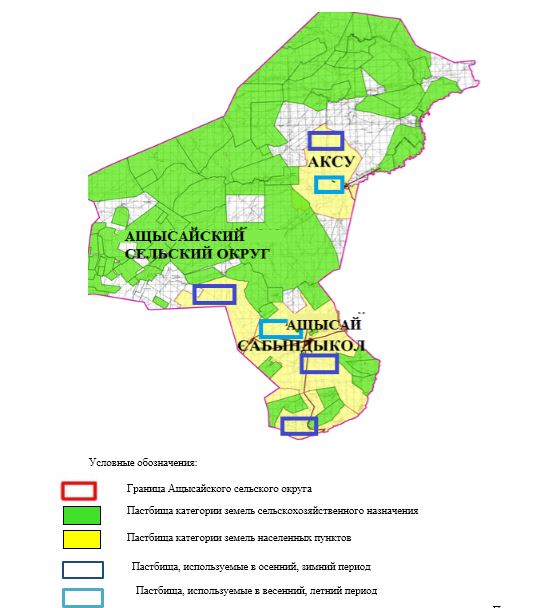 АКСУ
АЩЫСАЙСКИЙ
СЕЛЬСКИЙ ОКРУГ
АЩЫСАЙ
САБЫНДЫКОЛ
Условные обозначения:
Граница Ащысайского сельского округа
Пастбища категории земель сельскохозяйственного назначения
Пастбища категории земель населенных пунктов
Пастбища, используемые в осенний, зимний период
Пастбища, используемые в весенний, летний период